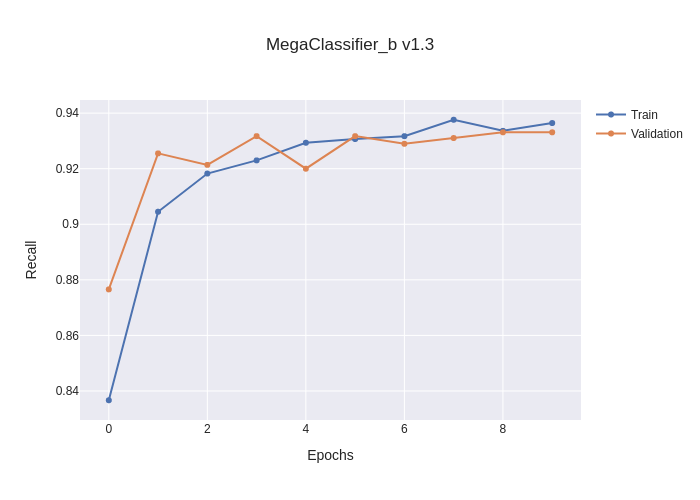 MegaClassifier_b v1.3
Train
Validation
0.94
0.92
0.9
0.88
0.86
0.84
Recall
0 2 4 6 8
Epochs